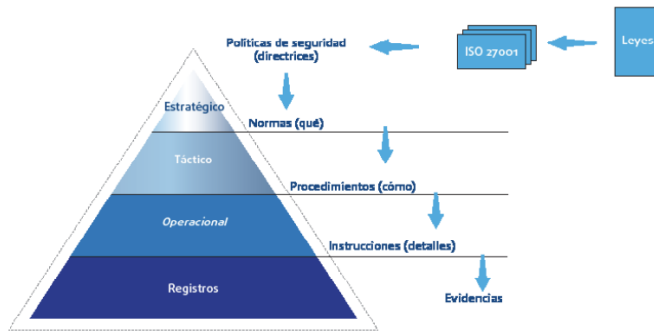 Políticas de seguridad
(directrices)
ISO 27001
Leyes
Estratégico
Normas (qué)
Táctico
Procedimientos (cómo)
Operacional
Instrucciones (detalles)
Registros
Evidencias